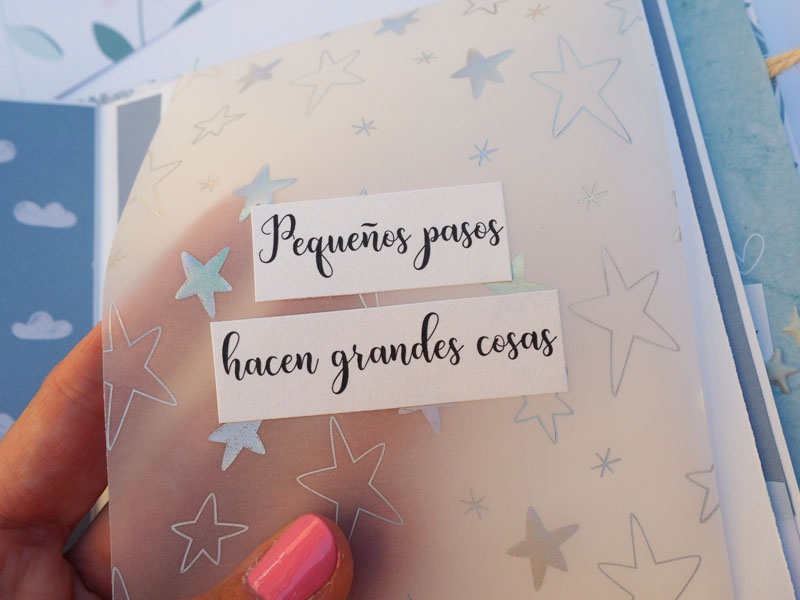 Pequeños pasos
hacen grandes cosas